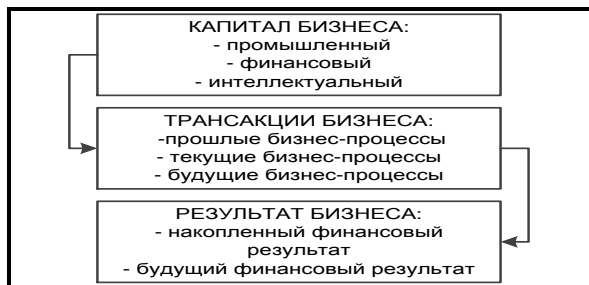 КАПИТАЛ БИЗНЕСА:
- промышленный
- финансовый
- интеллектуальный
ТРАНСАКЦИИ БИЗНЕСА:
-прошлые бизнес-процессы
- текущие бизнес-процессы
- будущие бизнес-процессы
РЕЗУЛЬТАТ БИЗНЕСА:
- накопленный финансовый
результат
- будущий финансовый результат